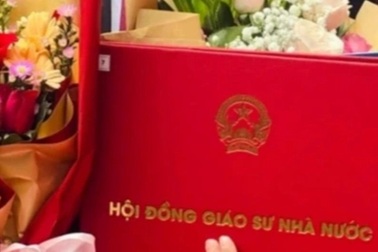 HỘI ĐỒNG GIÁO SƯ NHÀ NƯỚC